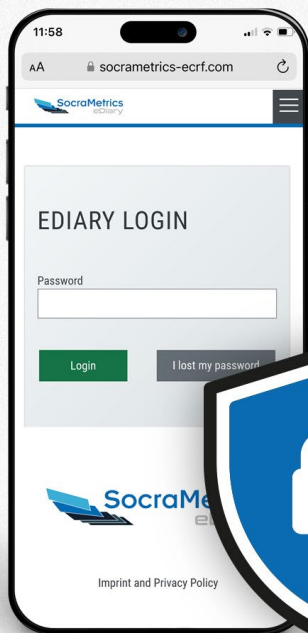 11:58
AA socrametrics-ecrf.com
SocraMetrics
eDiary
EDIARY LOGIN
Password
Login I lost my password
Imprint and Privacy Policy